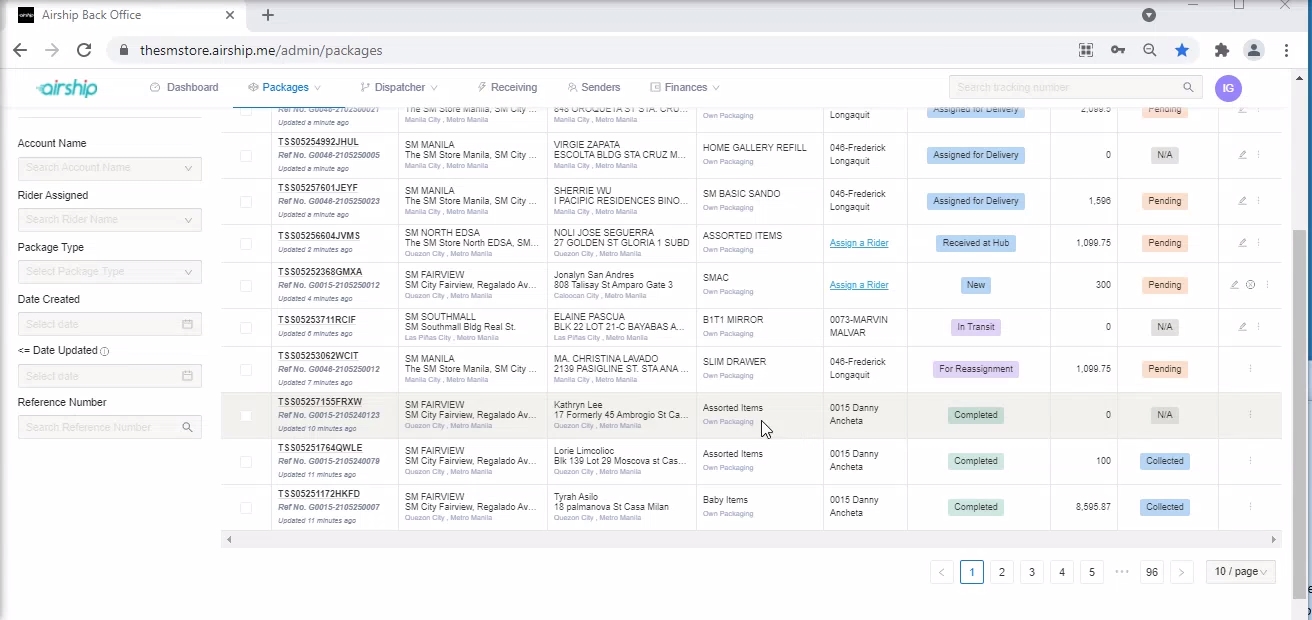 Airship Back Office
thesmstore.airship.me/admin/packages
airship
Dashboard
Packages
Dispatcher
Receiving
Senders
Finances
Search tracking number
IG
Account Name
Search Account Name
Rider Assigned
Search Rider Name
Package Type
Select Package Type
Date Created
Select date
<= Date Updated
Select date
Reference Number
Search Reference Number
Ref No. G0046-2102500021
Updated a minute ago
The SM Store Manila, SM City ...
Manila City , Metro Manila
848 OROQUETA ST STA. CRU...
Manila City , Metro Manila
Own Packaging
Longaquit
Assigned for Delivery
2,099.5
Pending
TSS05254992JHUL
Ref No. G0046-2105250005
Updated a minute ago
SM MANILA
The SM Store Manila, SM City ...
Manila City , Metro Manila
VIRGIE ZAPATA
ESCOLTA BLDG STA CRUZ M...
Manila City , Metro Manila
HOME GALLERY REFILL
Own Packaging
046-Frederick
Longaquit
Assigned for Delivery
0
N/A
TSS05257601JEYF
Ref No. G0046-2105250023
Updated a minute ago
SM MANILA
The SM Store Manila, SM City ...
Manila City , Metro Manila
SHERRIE WU
I PACIFIC RESIDENCES BINO...
Manila City , Metro Manila
SM BASIC SANDO
Own Packaging
046-Frederick
Longaquit
Assigned for Delivery
1,596
Pending
TSS05256604JVMS
Updated 2 minutes ago
SM NORTH EDSA
The SM Store North EDSA, SM...
Quezon City , Metro Manila
NOLI JOSE SEGUERRA
27 GOLDEN ST GLORIA 1 SUBD
Quezon City , Metro Manila
ASSORTED ITEMS
Own Packaging
Assign a Rider
Received at Hub
1,099.75
Pending
TSS05252368GMXA
Ref No. G0015-2105250012
Updated 4 minutes ago
SM FAIRVIEW
SM City Fairview, Regalado Av...
Quezon City , Metro Manila
Jonalyn San Andres
808 Talisay St Amparo Gate 3
Caloocan City , Metro Manila
SMAC
Own Packaging
Assign a Rider
New
300
Pending
TSS05253711RCIF
Updated 6 minutes ago
SM SOUTHMALL
SM Southmall Bldg Real St.
Las Piñas City , Metro Manila
ELAINE PASCUA
BLK 22 LOT 21-C BAYABAS A...
Las Piñas City , Metro Manila
B1T1 MIRROR
Own Packaging
0073-MARVIN
MALVAR
In Transit
0
N/A
TSS05253062WCIT
Ref No. G0046-2105250012
Updated 7 minutes ago
SM MANILA
The SM Store Manila, SM City ...
Manila City , Metro Manila
MA. CHRISTINA LAVADO
2139 PASIGLINE ST. STA ANA ...
Manila City , Metro Manila
SLIM DRAWER
Own Packaging
046-Frederick
Longaquit
For Reassignment
1,099.75
Pending
TSS05257155FRXW
Ref No. G0015-2105240123
Updated 10 minutes ago
SM FAIRVIEW
SM City Fairview, Regalado Av...
Quezon City , Metro Manila
Kathryn Lee
17 Formerly 45 Ambrogio St Ca...
Quezon City , Metro Manila
Assorted Items
Own Packaging
0015 Danny
Ancheta
Completed
0
N/A
TSS05251764QWLE
Ref No. G0015-2105240079
Updated 11 minutes ago
SM FAIRVIEW
SM City Fairview, Regalado Av...
Quezon City , Metro Manila
Lorie Limcolioc
Blk 139 Lot 29 Moscova st Cas...
Quezon City , Metro Manila
Assorted Items
Own Packaging
0015 Danny
Ancheta
Completed
100
Collected
TSS05251172HKFD
Ref No. G0015-2105250007
Updated 11 minutes ago
SM FAIRVIEW
SM City Fairview, Regalado Av...
Quezon City , Metro Manila
Tyrah Asilo
18 palmanova St Casa Milan
Quezon City , Metro Manila
Baby Items
Own Packaging
0015 Danny
Ancheta
Completed
8,595.87
Collected
< 1 2 3 4 5 ••• 96 >
10 / page